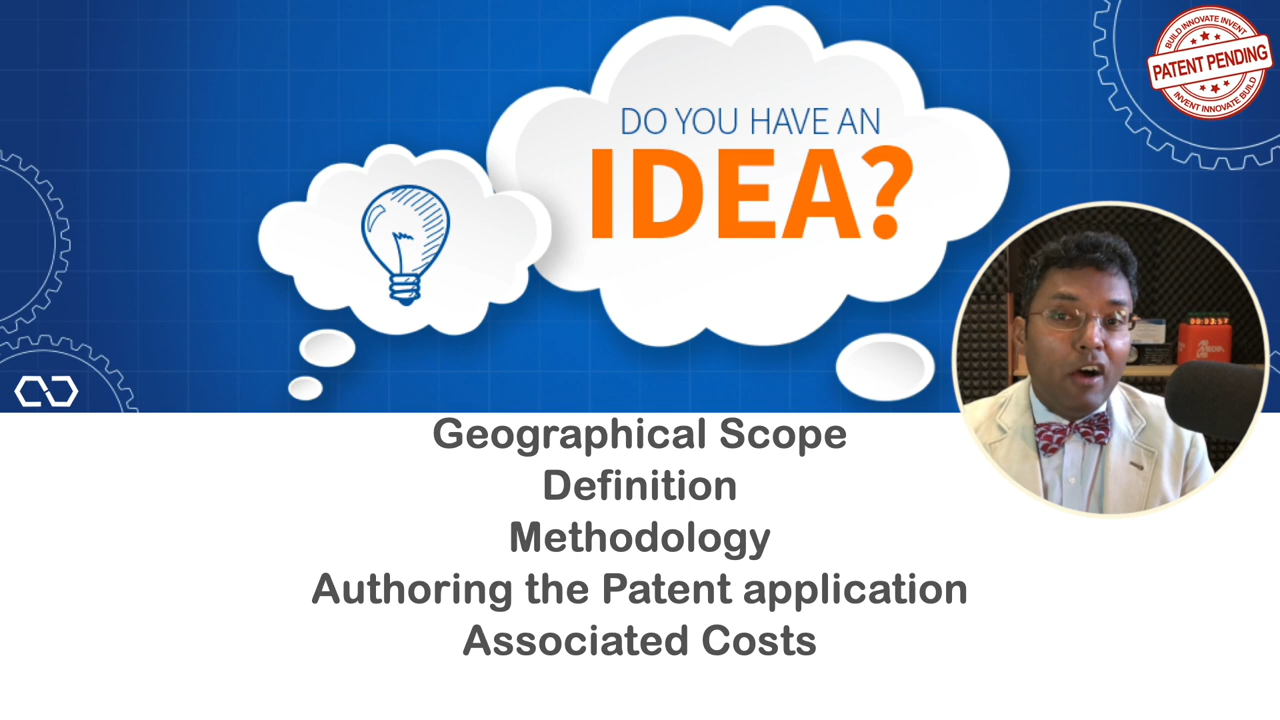 DO YOU HAVE AN
IDEA?
BUILD INNOVATE INVENT
PATENT PENDING
INVENT INNOVATE BUILD
Geographical Scope
Definition
Methodology
Authoring the Patent application
Associated Costs